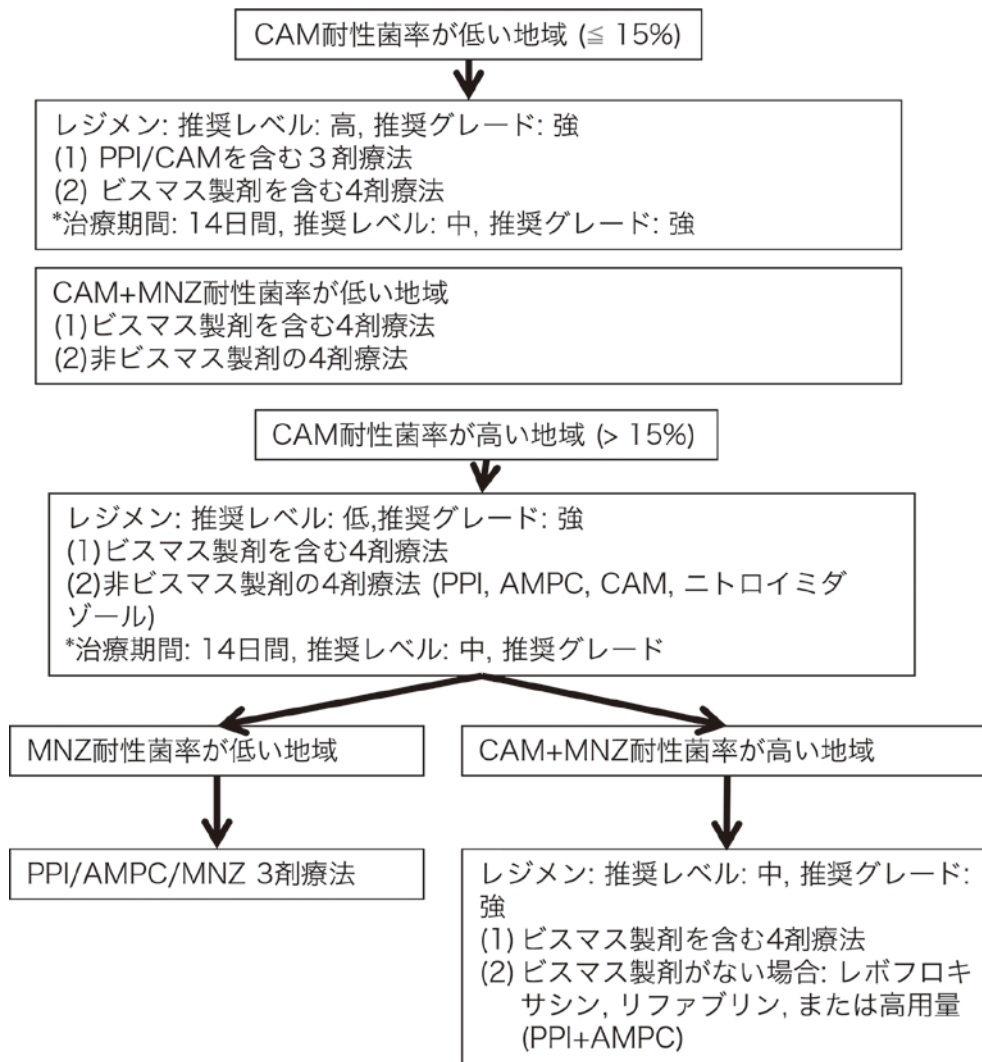 CAM耐性菌率が低い地域 (≦ 15%)
レジメン: 推奨レベル: 高, 推奨グレード: 強
(1) PPI/CAMを含む３剤療法
(2) ビスマス製剤を含む4剤療法
*治療期間: 14日間, 推奨レベル: 中, 推奨グレード: 強
CAM+MNZ耐性菌率が低い地域
(1)ビスマス製剤を含む4剤療法
(2)非ビスマス製剤の4剤療法
CAM耐性菌率が高い地域 (> 15%)
レジメン: 推奨レベル: 低,推奨グレード: 強
(1)ビスマス製剤を含む4剤療法
(2)非ビスマス製剤の4剤療法 (PPI, AMPC, CAM, ニトロイミダ
ゾール)
*治療期間: 14日間, 推奨レベル: 中, 推奨グレード
MNZ耐性菌率が低い地域
PPI/AMPC/MNZ 3剤療法
CAM+MNZ耐性菌率が高い地域
レジメン: 推奨レベル: 中, 推奨グレード:
強
(1) ビスマス製剤を含む4剤療法
(2) ビスマス製剤がない場合: レボフロキ
サシン, リファブリン, または高用量
(PPI+AMPC)